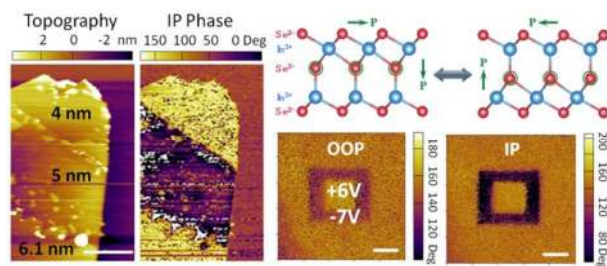 Topography
2 0 -2 nm
4 nm
5 nm
6.1 nm
IP Phase
150 100 50 0 Deg
P
Se²⁻
In³⁺
Se²⁻
In³⁺
Se²⁻
P
P
P
OOP
+6V
-7V
180
160
140
120
Deg
IP
200
160
120
80
Deg